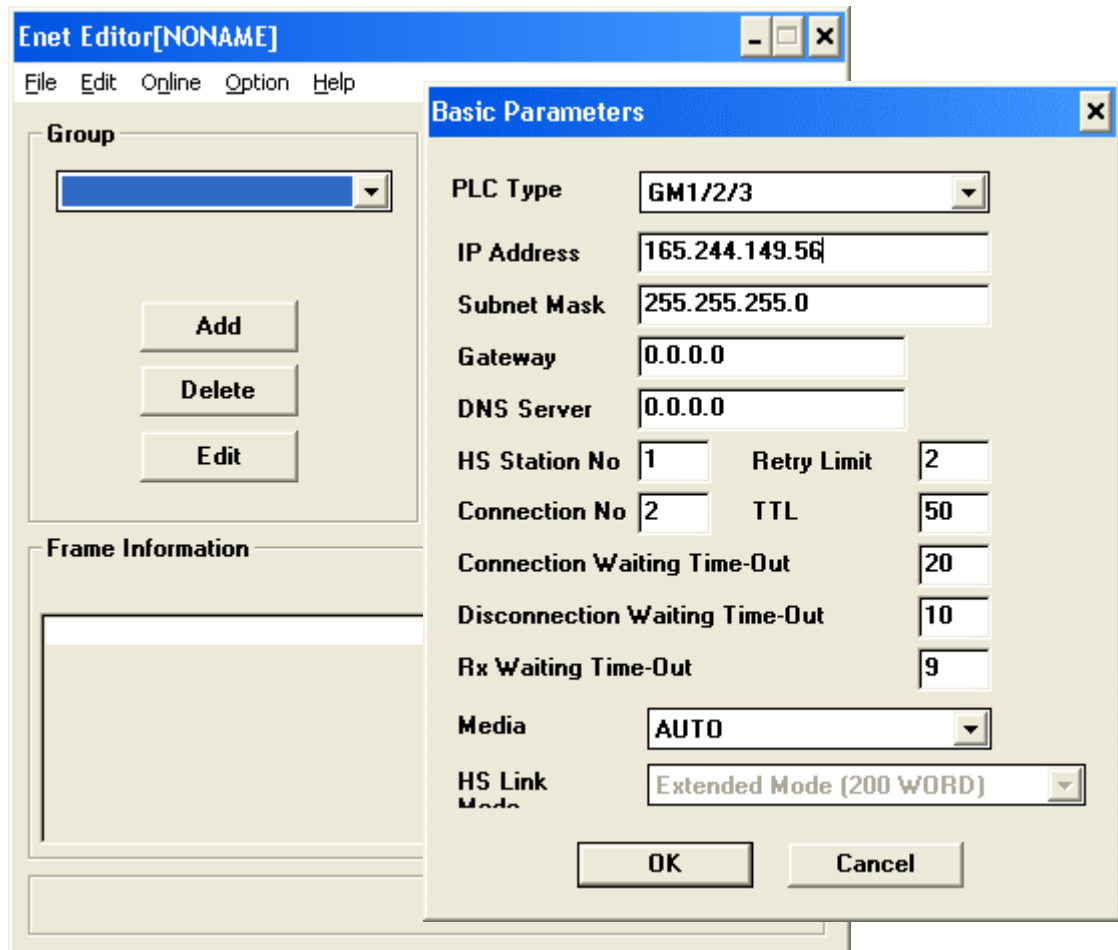 Enet Editor[NONAME]
File Edit Online Option Help
Group
Add
Delete
Edit
Frame Information
Basic Parameters
PLC Type GM1/2/3
IP Address 165.244.149.56
Subnet Mask 255.255.255.0
Gateway 0.0.0.0
DNS Server 0.0.0.0
HS Station No 1 Retry Limit 2
Connection No 2 TTL 50
Connection Waiting Time-Out 20
Disconnection Waiting Time-Out 10
Rx Waiting Time-Out 9
Media AUTO
HS Link Extended Mode (200 WORD)
Mode
OK Cancel